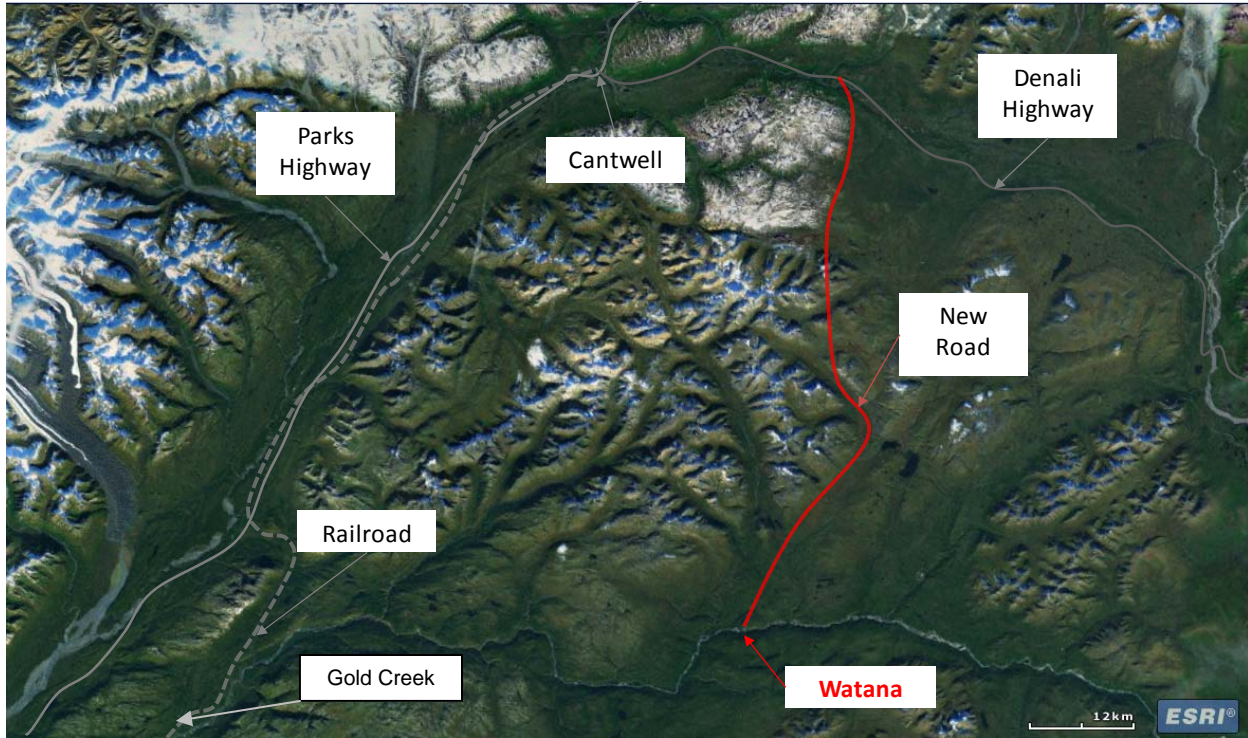 Denali
Highway
Parks
Highway
Cantwell
New
Road
Railroad
Gold Creek
Watana
12km
ESRI®